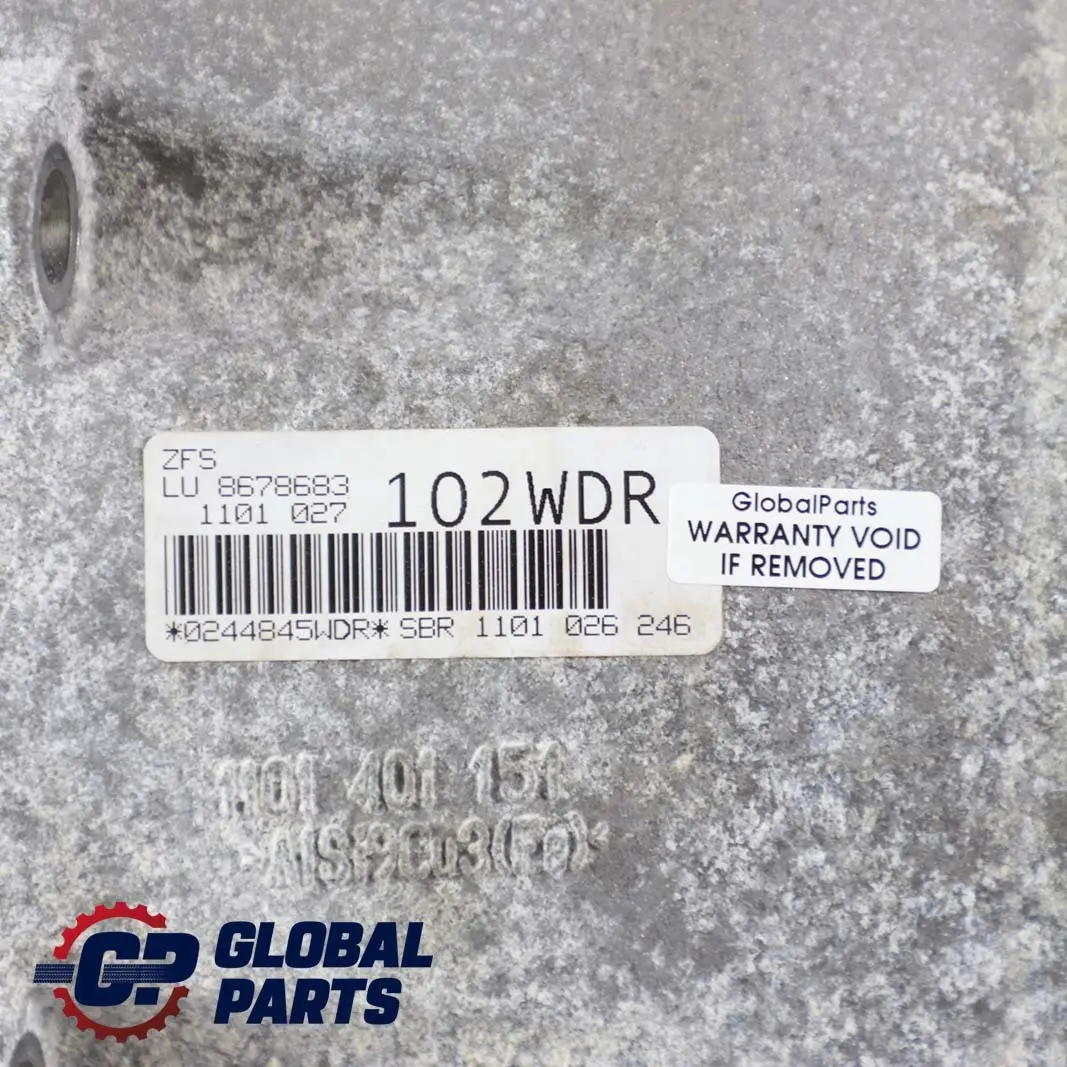 ZFS
LU 8678683
1101 027
102WDR
*0244845WDR* SBR 1101 026 246
GlobalParts
WARRANTY VOID
IF REMOVED
1101 401 151
GP GLOBAL
PARTS